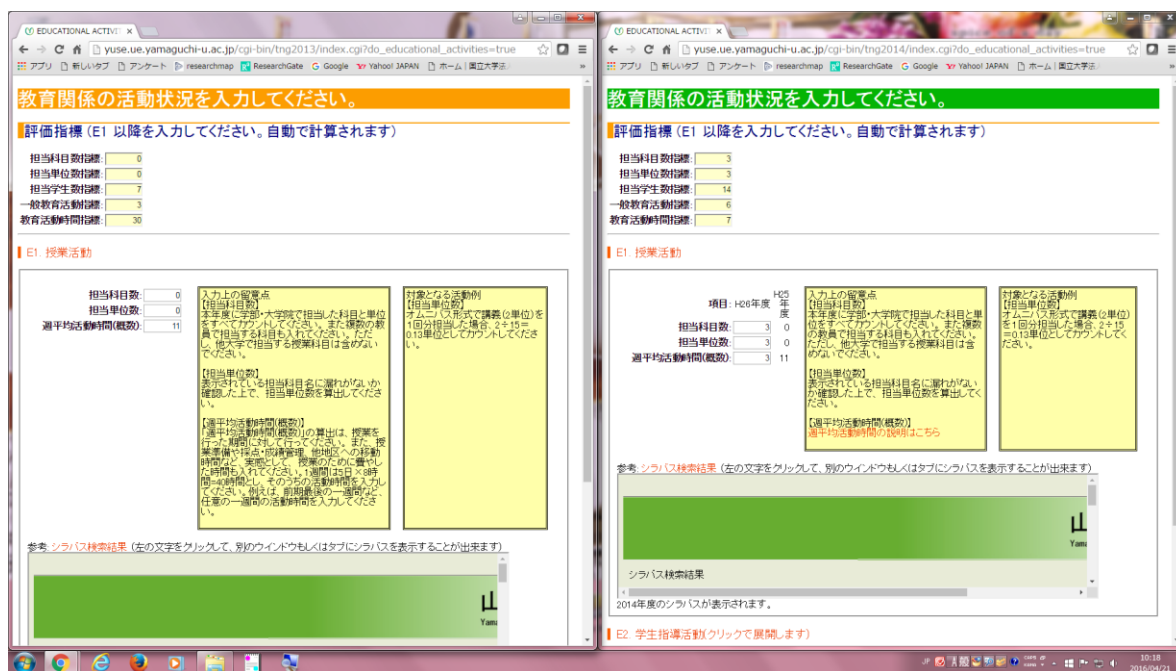 EDUCATIONAL ACTIVIT
yuse.ue.yamaguchi-u.ac.jp/cgi-bin/tng2013/index.cgi?do_educational_activities=true
アプリ 新しいタブ アンケート researchmap ResearchGate Google Yahoo! JAPAN ホーム | 国立大学法
教育関係の活動状況を入力してください。
評価指標 (E1 以降を入力してください。自動で計算されます)
担当科目数指標: 0
担当単位数指標: 0
担当学生数指標: 7
一般教育活動指標: 3
教育活動時間指標: 30
E1. 授業活動
担当科目数: 0
担当単位数: 0
週平均活動時間(概数): 11
入力上の留意点
【担当科目数】
本年度に学部・大学院で担当した科目と単
位をすべてカウントしてください。また複数の教
員で担当する科目も入れてください。ただ
し、他大学で担当する授業科目は含めない
でください。
【担当単位数】
表示されている担当科目名に漏れがないか
確認した上で、担当単位数を算出してくださ
い。
【週平均活動時間(概数)】
「週平均活動時間(概数)」の算出は、授業を
行った期間に対して行ってください。また、授
業準備や採点・成績管理、他地区への移動
時間など、実態として、授業のために費やし
た時間も入れてください。1週間は5日×8時
間=40時間とし、そのうちの活動時間を入力し
てください。例えば、前期最後の一週間など、
任意の一週間の活動時間を入力してくださ
い。
対象となる活動例
【担当単位数】
オムニバス形式で講義(2単位)を
1回分担当した場合、2÷15=
0.13単位としてカウントしてくださ
い。
参考:シラバス検索結果 (左の文字をクリックして、別のウインドウもしくはタブにシラバスを表示することが出来ます)
山
Yama
EDUCATIONAL ACTIVIT
yuse.ue.yamaguchi-u.ac.jp/cgi-bin/tng2014/index.cgi?do_educational_activities=true
アプリ 新しいタブ アンケート researchmap ResearchGate Google Yahoo! JAPAN ホーム | 国立大学法
教育関係の活動状況を入力してください。
評価指標 (E1 以降を入力してください。自動で計算されます)
担当科目数指標: 3
担当単位数指標: 3
担当学生数指標: 14
一般教育活動指標: 6
教育活動時間指標: 7
E1. 授業活動
項目: H26年度 H25年度
担当科目数: 3 0
担当単位数: 3 0
週平均活動時間(概数): 3 11
入力上の留意点
【担当科目数】
本年度に学部・大学院で担当した科目と単
位をすべてカウントしてください。また複数
の教員で担当する科目も入れてください。
ただし、他大学で担当する授業科目は含
めないでください。
【担当単位数】
表示されている担当科目名に漏れがない
か確認した上で、担当単位数を算出してく
ださい。
【週平均活動時間(概数)】
週平均活動時間の説明はこちら
対象となる活動例
【担当単位数】
オムニバス形式で講義(2単位)
を1回分担当した場合、2÷15
=0.13単位としてカウントしてく
ださい。
参考:シラバス検索結果 (左の文字をクリックして、別のウインドウもしくはタブにシラバスを表示することが出来ます)
山
Yama
シラバス検索結果
2014年度のシラバスが表示されます。
E2. 学生指導活動(クリックで展開します)
10:18
2016/04/21